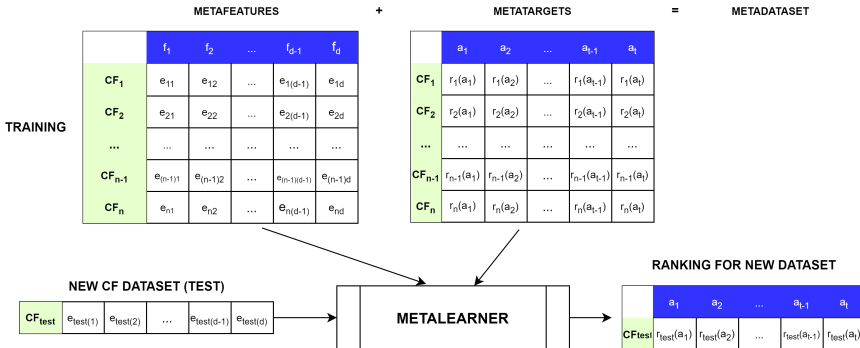 METAFEATURES + METATARGETS = METADATASET
f1 f2 ... fd-1 fd
a1 a2 ... at-1 at
CF1 e11 e12 ... e1(d-1) e1d
CF1 r1(a1) r1(a2) ... r1(at-1) r1(at)
CF2 e21 e22 ... e2(d-1) e2d
CF2 r2(a1) r2(a2) ... r2(at-1) r2(at)
TRAINING
... ... ... ... ... ...
... ... ... ... ... ...
CFn-1 e(n-1)1 e(n-1)2 ... e(n-1)(d-1) e(n-1)d
CFn-1 rn-1(a1) rn-1(a2) ... rn-1(at-1) rn-1(at)
CFn en1 en2 ... en(d-1) end
CFn rn(a1) rn(a2) ... rn(at-1) rn(at)
NEW CF DATASET (TEST)
CFtest etest(1) etest(2) ... etest(d-1) etest(d)
METALEARNER
RANKING FOR NEW DATASET
a1 a2 ... at-1 at
CFtest rtest(a1) rtest(a2) ... rtest(at-1) rtest(at)